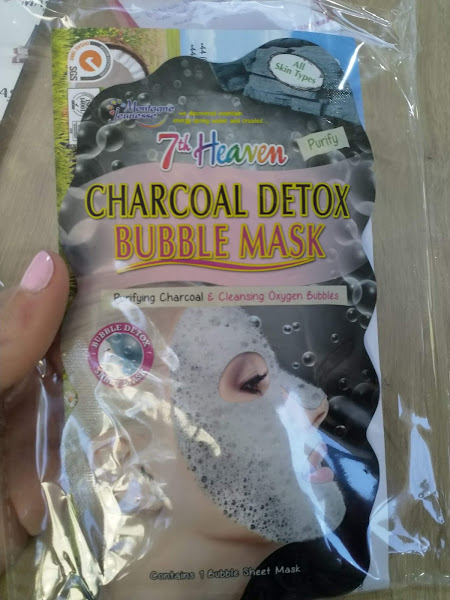 SGS
All
Skin Types
Montagne
Jeunesse
7th Heaven
Purify
CHARCOAL DETOX
BUBBLE MASK
Purifying Charcoal & Cleansing Oxygen Bubbles
BUBBLE DETOX
Contains 1 Bubble Sheet Mask